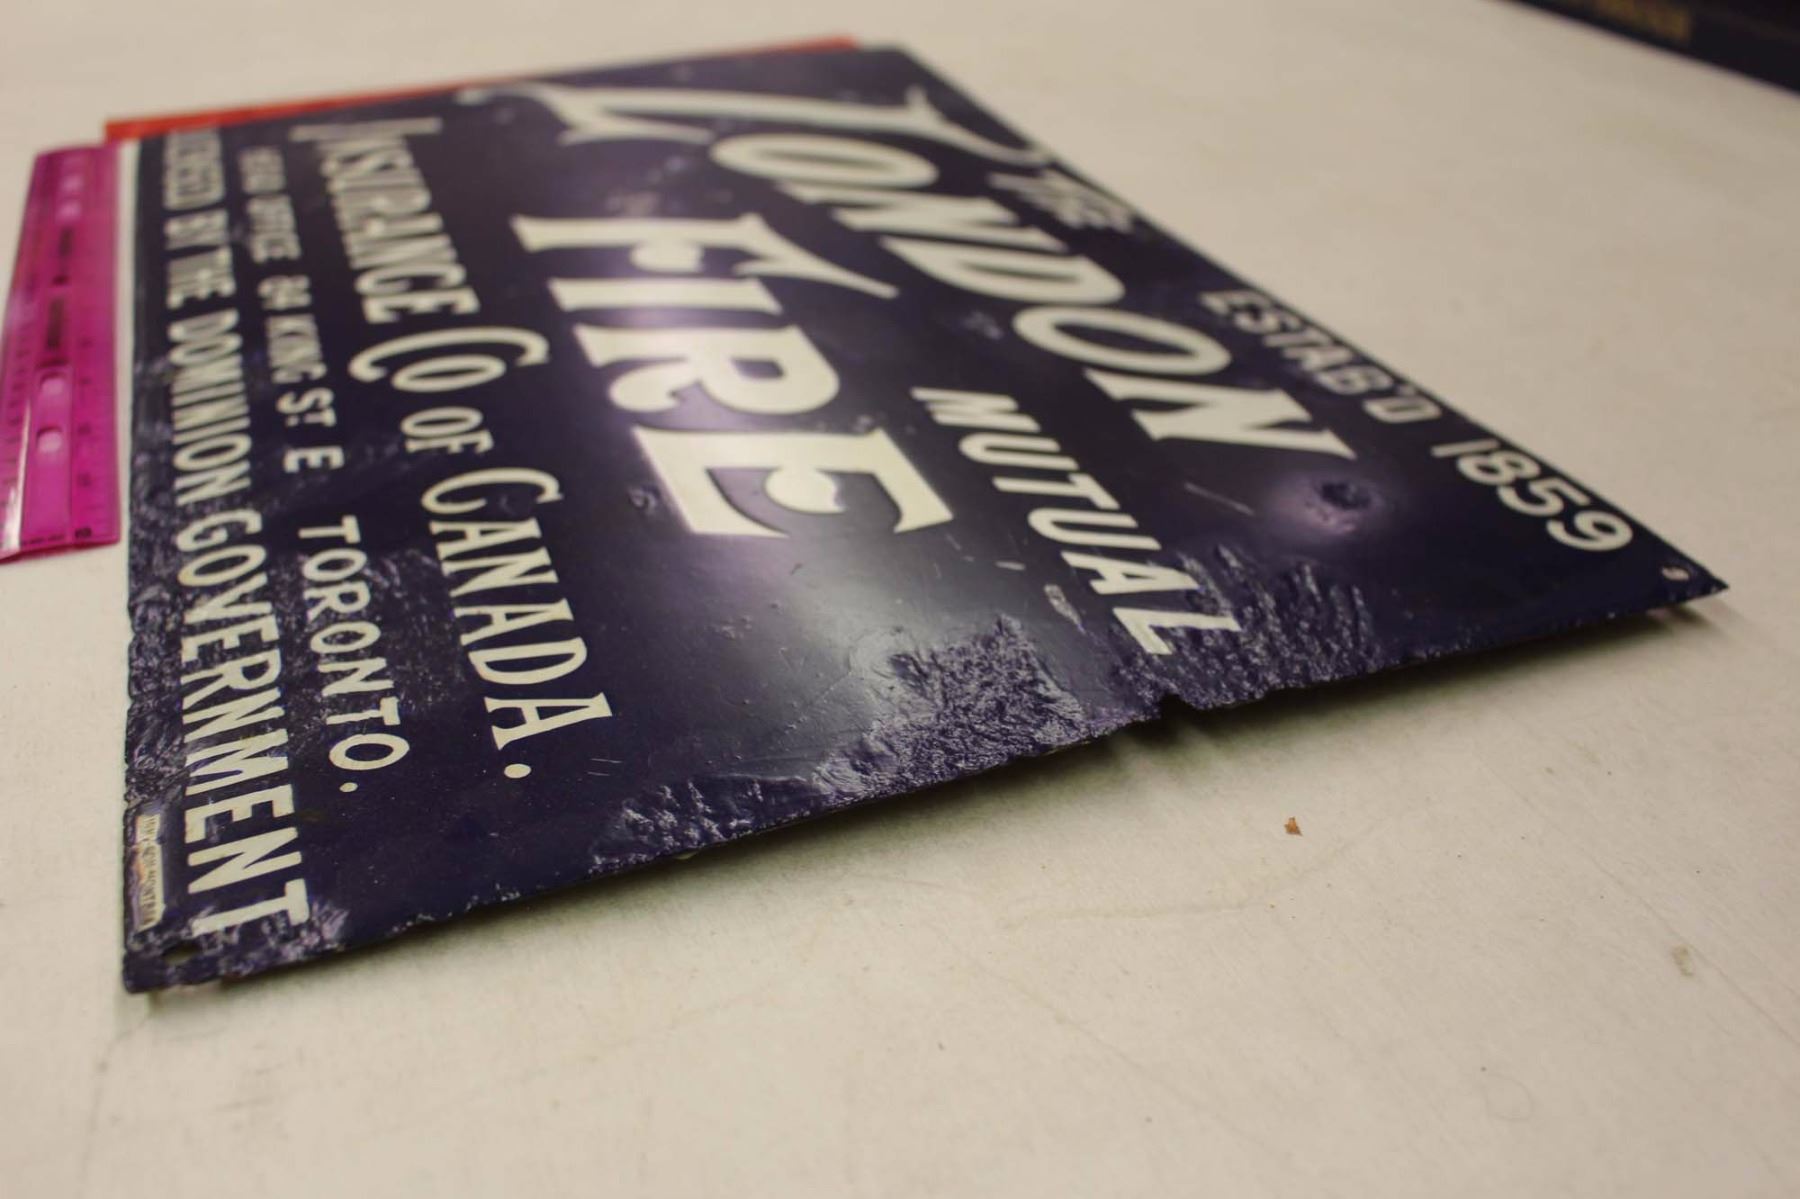 THE
ESTAB'D 1859
LONDON
MUTUAL
FIRE
INSURANCE CO OF CANADA.
HEAD OFFICE 84 KING ST. E TORONTO.
LICENSED BY THE DOMINION GOVERNMENT